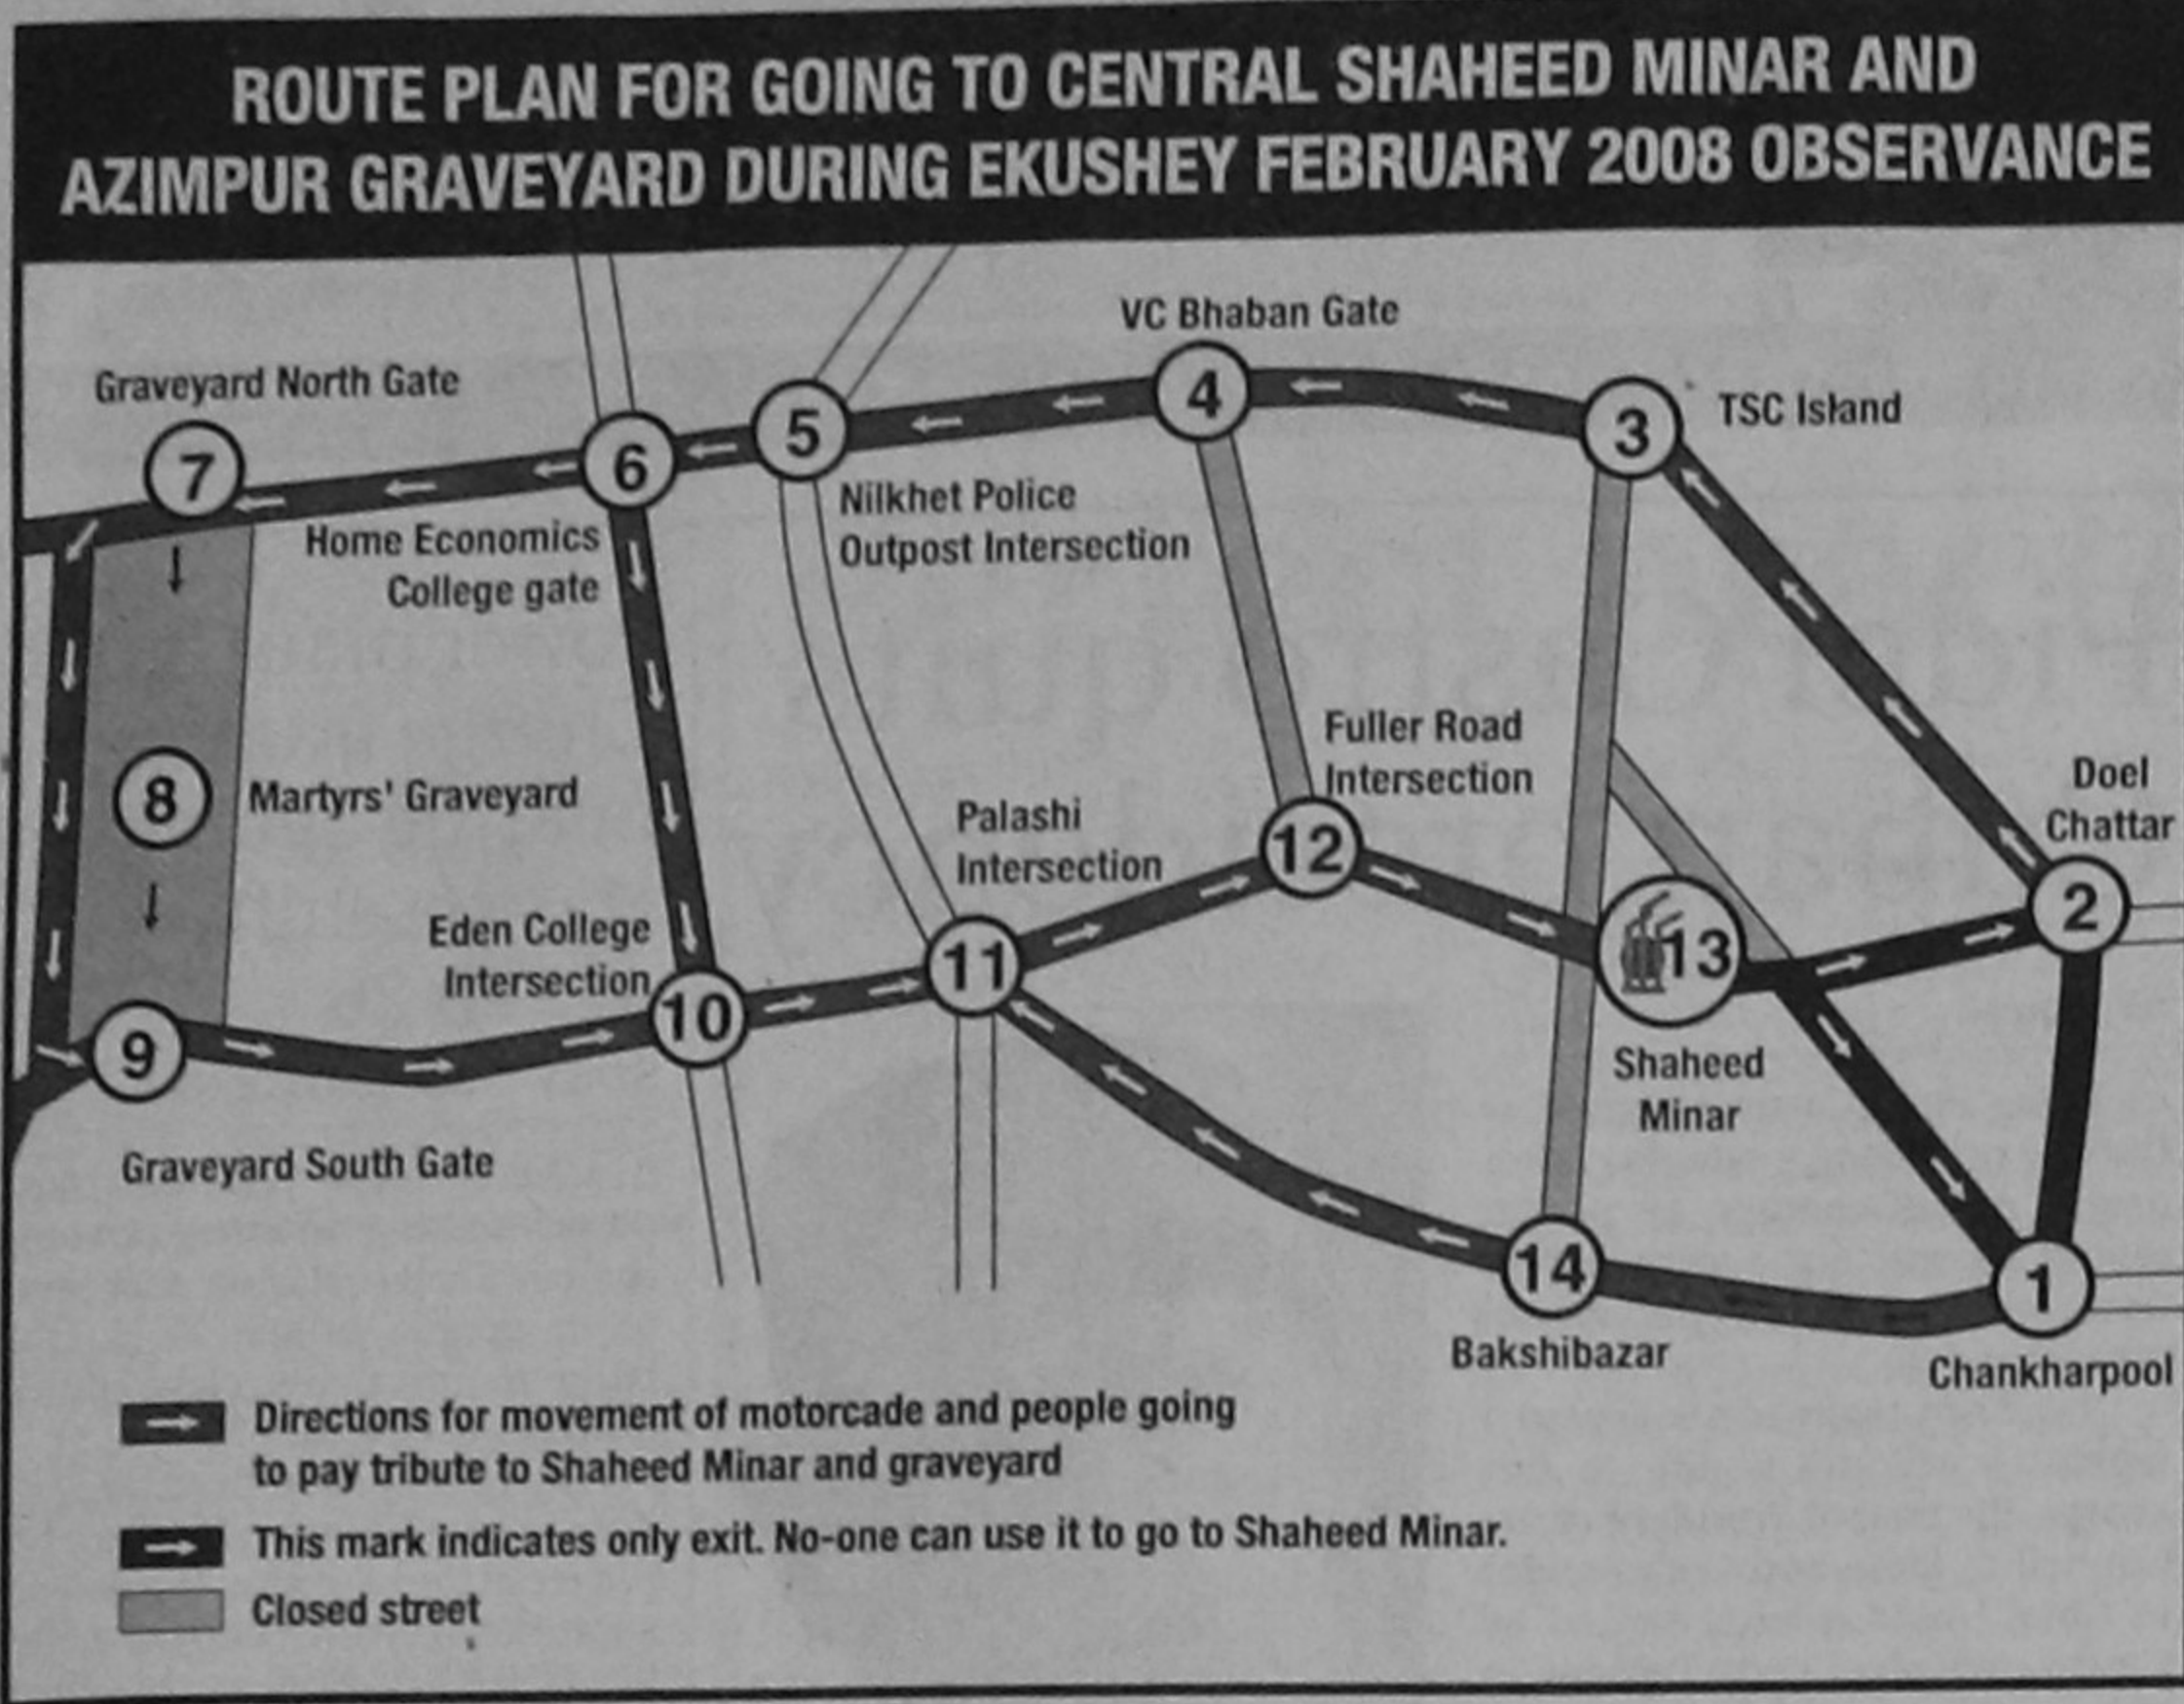 ROUTE PLAN FOR GOING TO CENTRAL SHAHEED MINAR AND
AZIMPUR GRAVEYARD DURING EKUSHEY FEBRUARY 2008 OBSERVANCE
VC Bhaban Gate
Graveyard North Gate
4
TSC Island
3
5
6
7
Nilkhet Police
Outpost Intersection
Home Economics
College gate
Fuller Road
Intersection
Doel
Chattar
8
Martyrs' Graveyard
Palashi
Intersection
12
2
Eden College
Intersection
11
13
10
9
Shaheed
Minar
Graveyard South Gate
14
1
Bakshibazar
Chankharpool
Directions for movement of motorcade and people going
to pay tribute to Shaheed Minar and graveyard
This mark indicates only exit. No-one can use it to go to Shaheed Minar.
Closed street